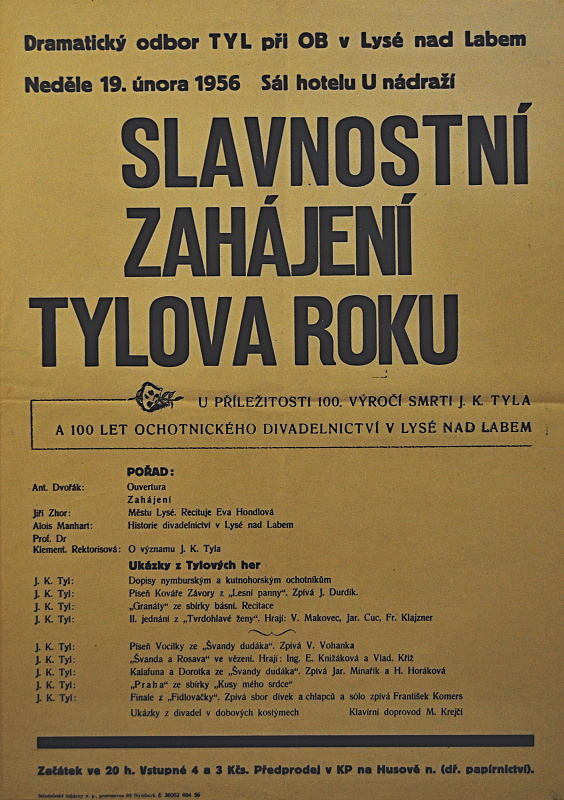 Dramatický odbor TYL při OB v Lysé nad Labem
Neděle 19. února 1956 Sál hotelu U nádraží
SLAVNOSTNÍ
ZAHÁJENÍ
TYLOVA ROKU
U PŘÍLEŽITOSTI 100. VÝROČÍ SMRTI J. K. TYLA
A 100 LET OCHOTNICKÉHO DIVADELNICTVÍ V LYSÉ NAD LABEM
POŘAD:
Ant. Dvořák: Ouvertura
Zahájení
Jiří Zhor: Městu Lysé. Recituje Eva Hondlová
Alois Manhart: Historie divadelnictví v Lysé nad Labem
Prof. Dr
Klement. Rektorisová: O významu J. K. Tyla
Ukázky z Tylových her
J. K. Tyl: Dopisy nymburským a kutnohorským ochotníkům
J. K. Tyl: Píseň Kováře Závory z „Lesní panny". Zpívá J. Durdík.
J. K. Tyl: „Granáty" ze sbírky básní. Recitace
J. K. Tyl: II. jednání z „Tvrdohlavé ženy". Hrají: V. Makovec, Jar. Cuc, Fr. Klajzner
J. K. Tyl: Píseň Vocilky ze „Švandy dudáka". Zpívá V. Vohanka
J. K. Tyl: „Švanda a Rosava" ve vězení. Hrají: Ing. E. Knižáková a Vlad. Kříž
J. K. Tyl: Kalafuna a Dorotka ze „Švandy dudáka". Zpívá Jar. Minařík a H. Horáková
J. K. Tyl: „Praha" ze sbírky „Kusy mého srdce"
J. K. Tyl: Finale z „Fidlovačky". Zpívá sbor dívek a chlapců a sólo zpívá František Komers
Ukázky z divadel v dobových kostymech Klavírní doprovod M. Krejčí
Začátek ve 20 h. Vstupné 4 a 3 Kčs. Předprodej v KP na Husově n. (dř. papírnictví).